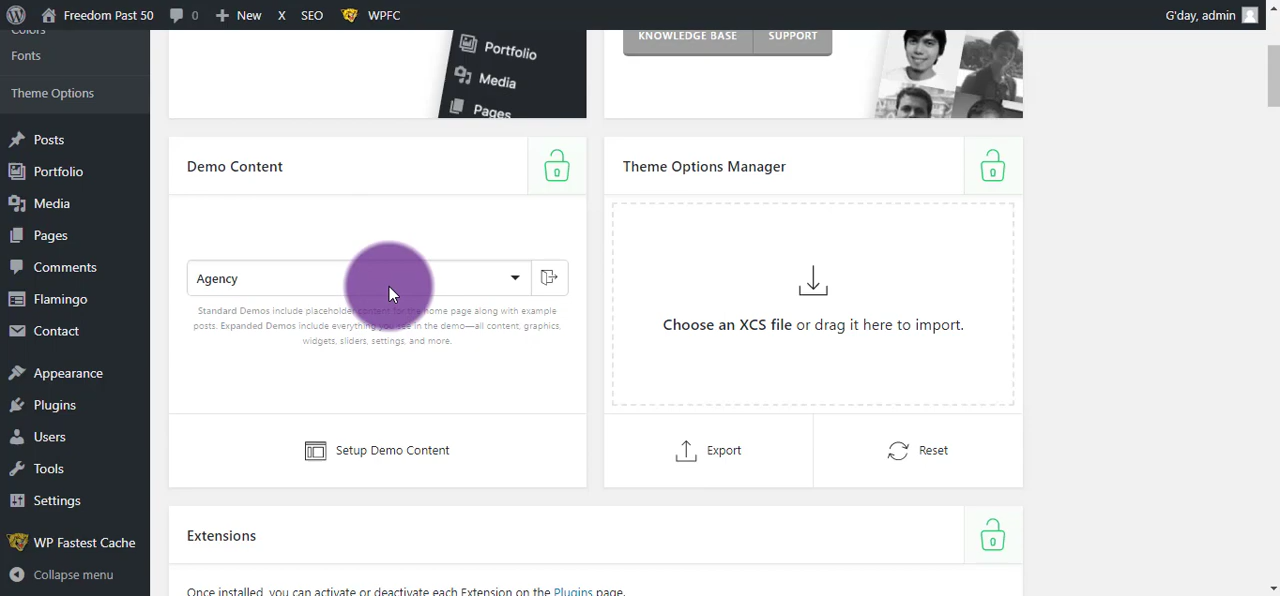 Freedom Past 50
0
New
X
SEO
WPFC
G'day, admin
Colors
Fonts
Theme Options
Posts
Portfolio
Media
Pages
Comments
Flamingo
Contact
Appearance
Plugins
Users
Tools
Settings
WP Fastest Cache
Collapse menu
Portfolio
Media
Pages
KNOWLEDGE BASE
SUPPORT
Demo Content
Agency
Standard Demos include placeholder content for the home page along with example
posts. Expanded Demos include everything you see in the demo—all content, graphics,
widgets, sliders, settings, and more.
Setup Demo Content
Theme Options Manager
Choose an XCS file or drag it here to import.
Export
Reset
Extensions
Once installed, you can activate or deactivate each Extension on the Plugins page.